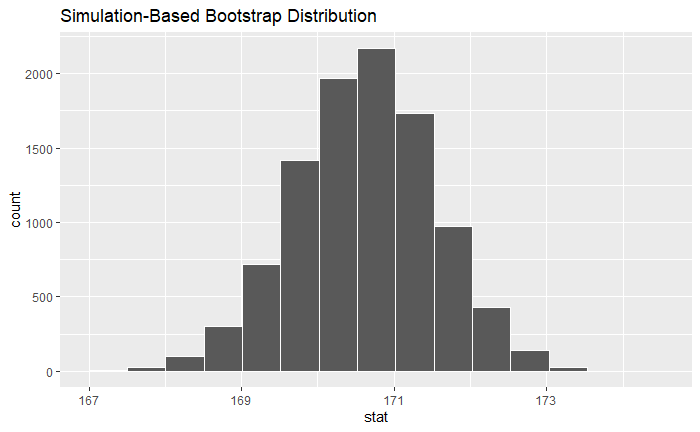 Simulation-Based Bootstrap Distribution
2000
1500
1000
500
0
count
167 169 171 173
stat